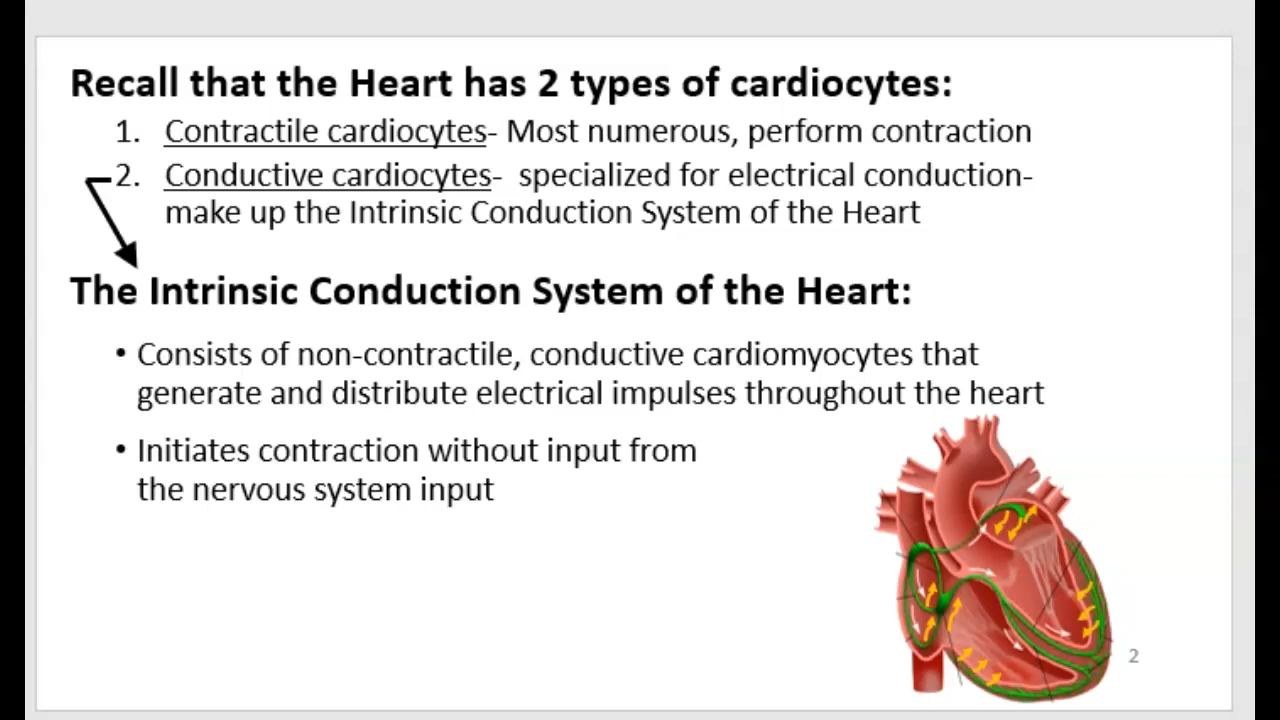 Recall that the Heart has 2 types of cardiocytes:
1. Contractile cardiocytes- Most numerous, perform contraction
2. Conductive cardiocytes- specialized for electrical conduction-
make up the Intrinsic Conduction System of the Heart
The Intrinsic Conduction System of the Heart:
• Consists of non-contractile, conductive cardiomyocytes that
generate and distribute electrical impulses throughout the heart
• Initiates contraction without input from
the nervous system input
2